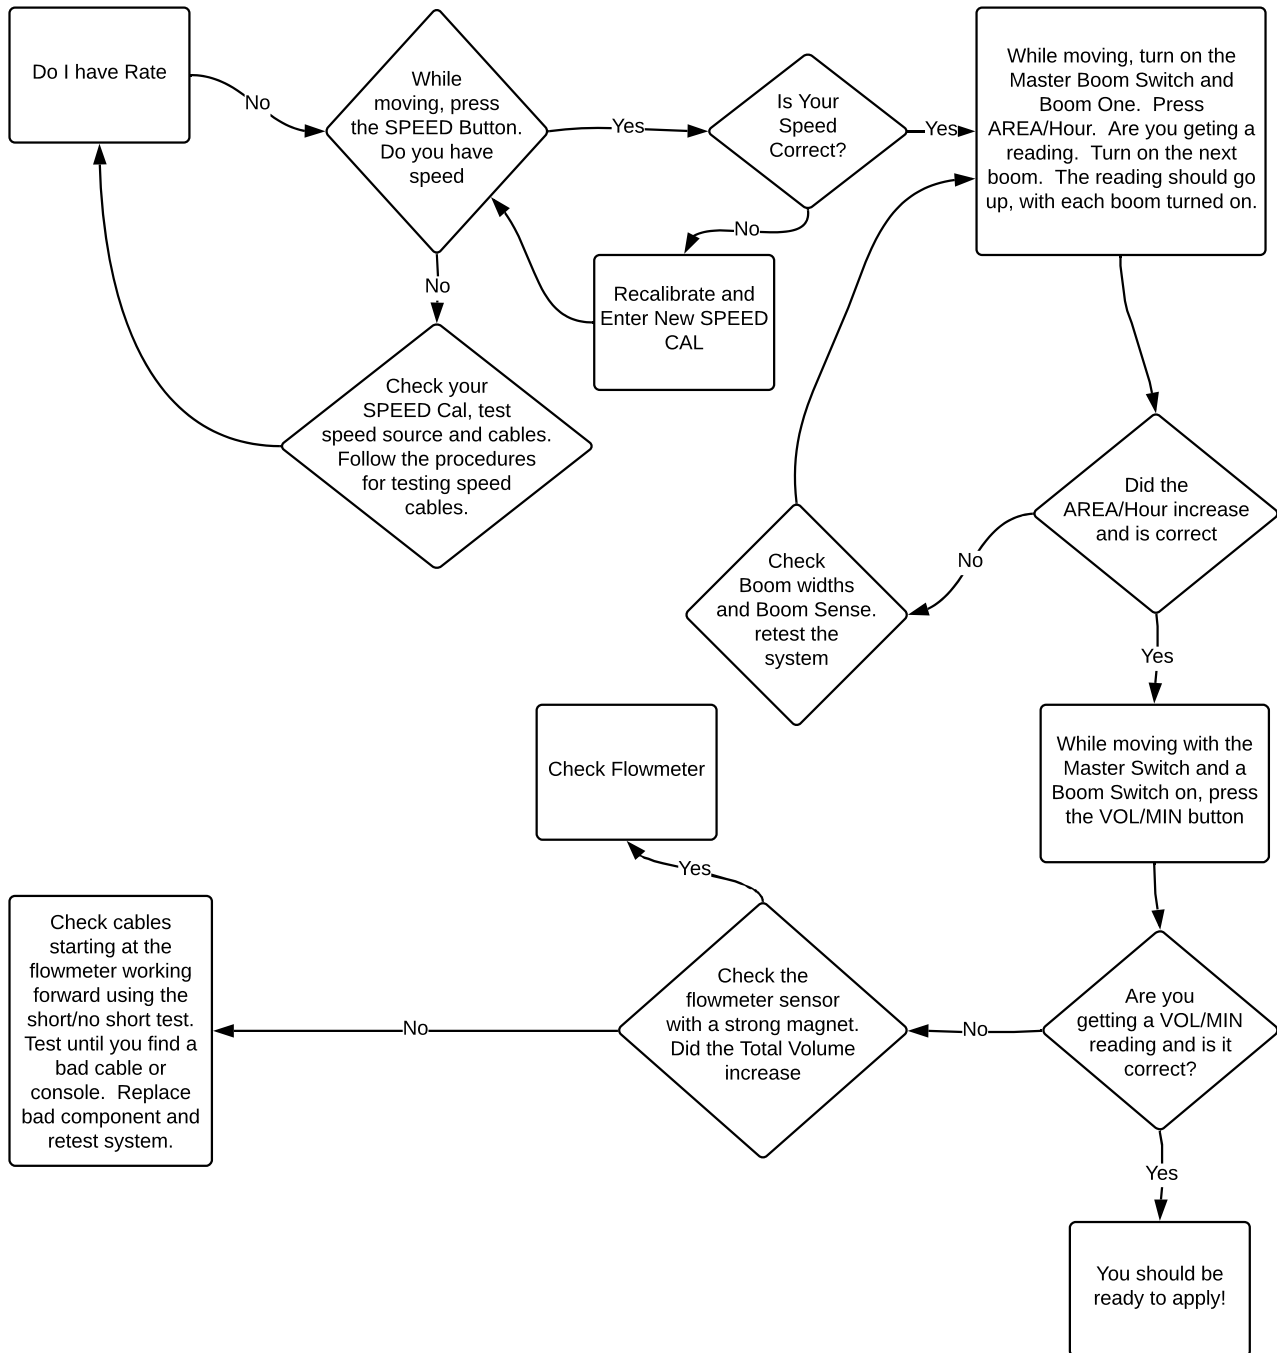 Do I have Rate
No
While
moving, press
the SPEED Button.
Do you have
speed
Yes
Is Your
Speed
Correct?
Yes
While moving, turn on the
Master Boom Switch and
Boom One.  Press
AREA/Hour.  Are you geting a
reading.  Turn on the next
boom.  The reading should go
up, with each boom turned on.
No
Recalibrate and
Enter New SPEED
CAL
No
Check your
SPEED Cal, test
speed source and cables.
Follow the procedures
for testing speed
cables.
Did the
AREA/Hour increase
and is correct
No
Check
Boom widths
and Boom Sense.
retest the
system
Yes
While moving with the
Master Switch and a
Boom Switch on, press
the VOL/MIN button
Check Flowmeter
Yes
Are you
getting a VOL/MIN
reading and is it
correct?
No
Check the
flowmeter sensor
with a strong magnet.
Did the Total Volume
increase
No
Check cables
starting at the
flowmeter working
forward using the
short/no short test.
Test until you find a
bad cable or
console.  Replace
bad component and
retest system.
Yes
You should be
ready to apply!